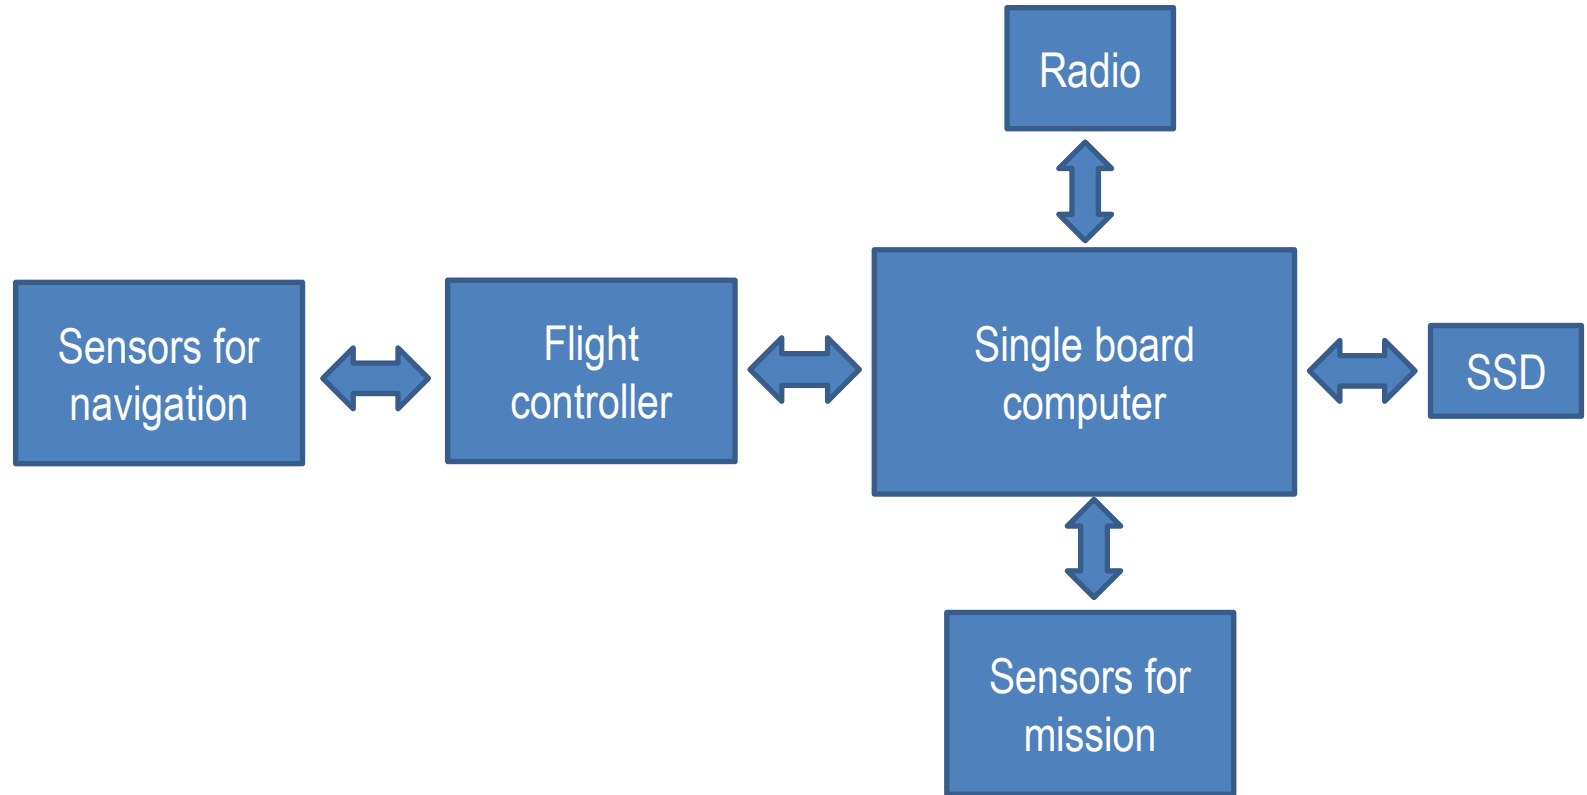 Radio
Sensors for
navigation
Flight
controller
Single board
computer
SSD
Sensors for
mission